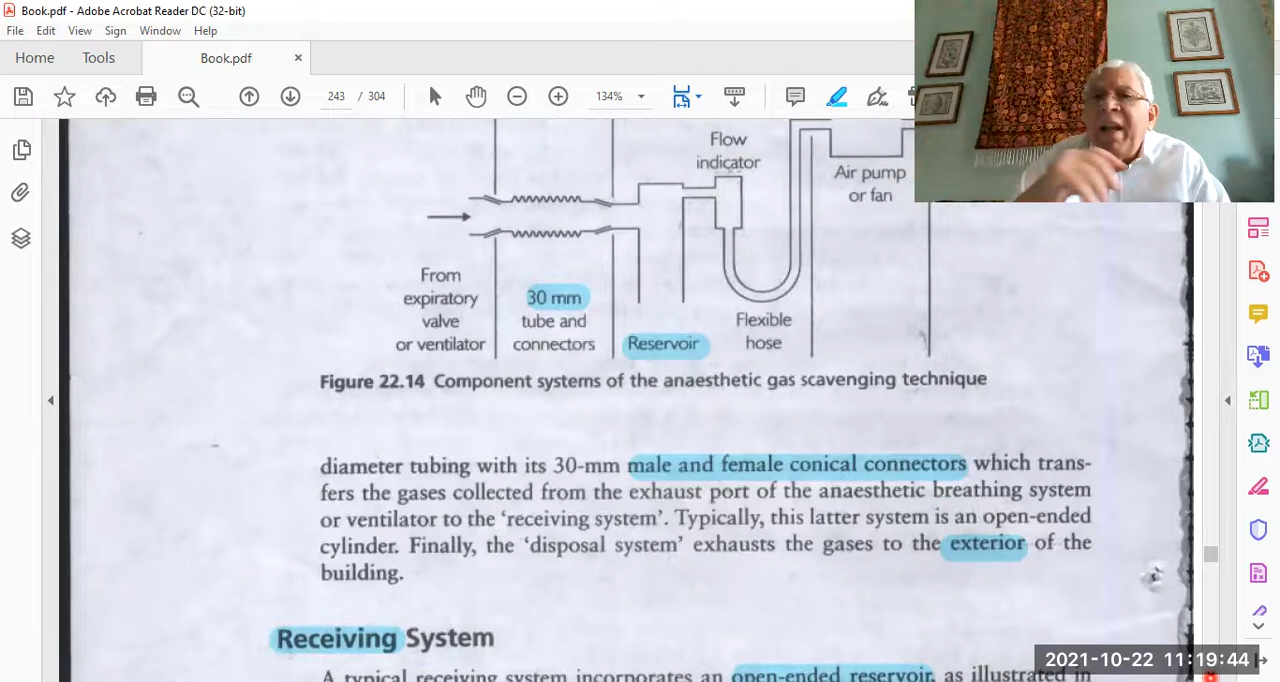 Book.pdf - Adobe Acrobat Reader DC (32-bit)
File Edit View Sign Window Help
Home Tools Book.pdf ×
243 / 304 134%
Flow
indicator
Air pump
or fan
From
expiratory
valve
or ventilator
30 mm
tube and
connectors
Reservoir
Flexible
hose
Figure 22.14 Component systems of the anaesthetic gas scavenging technique
diameter tubing with its 30-mm male and female conical connectors which trans-
fers the gases collected from the exhaust port of the anaesthetic breathing system
or ventilator to the ‘receiving system’. Typically, this latter system is an open-ended
cylinder. Finally, the ‘disposal system’ exhausts the gases to the exterior of the
building.
Receiving System
A typical receiving system incorporates an open-ended reservoir, as illustrated in
2021-10-22 11:19:44